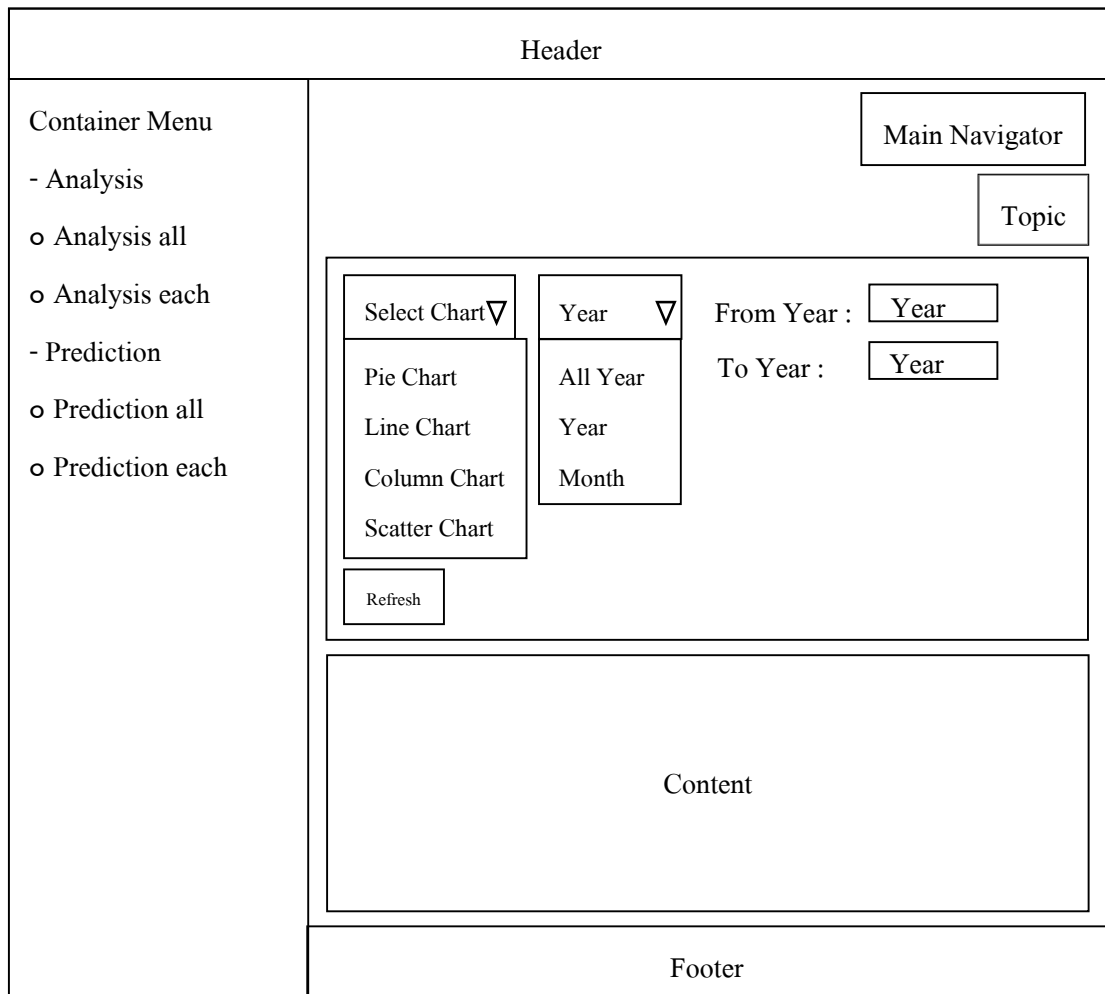 Header
Container Menu
- Analysis
o Analysis all
o Analysis each
- Prediction
o Prediction all
o Prediction each
Main Navigator
Topic
Select Chart
Pie Chart
Line Chart
Column Chart
Scatter Chart
Year
All Year
Year
Month
From Year : Year
To Year : Year
Refresh
Content
Footer